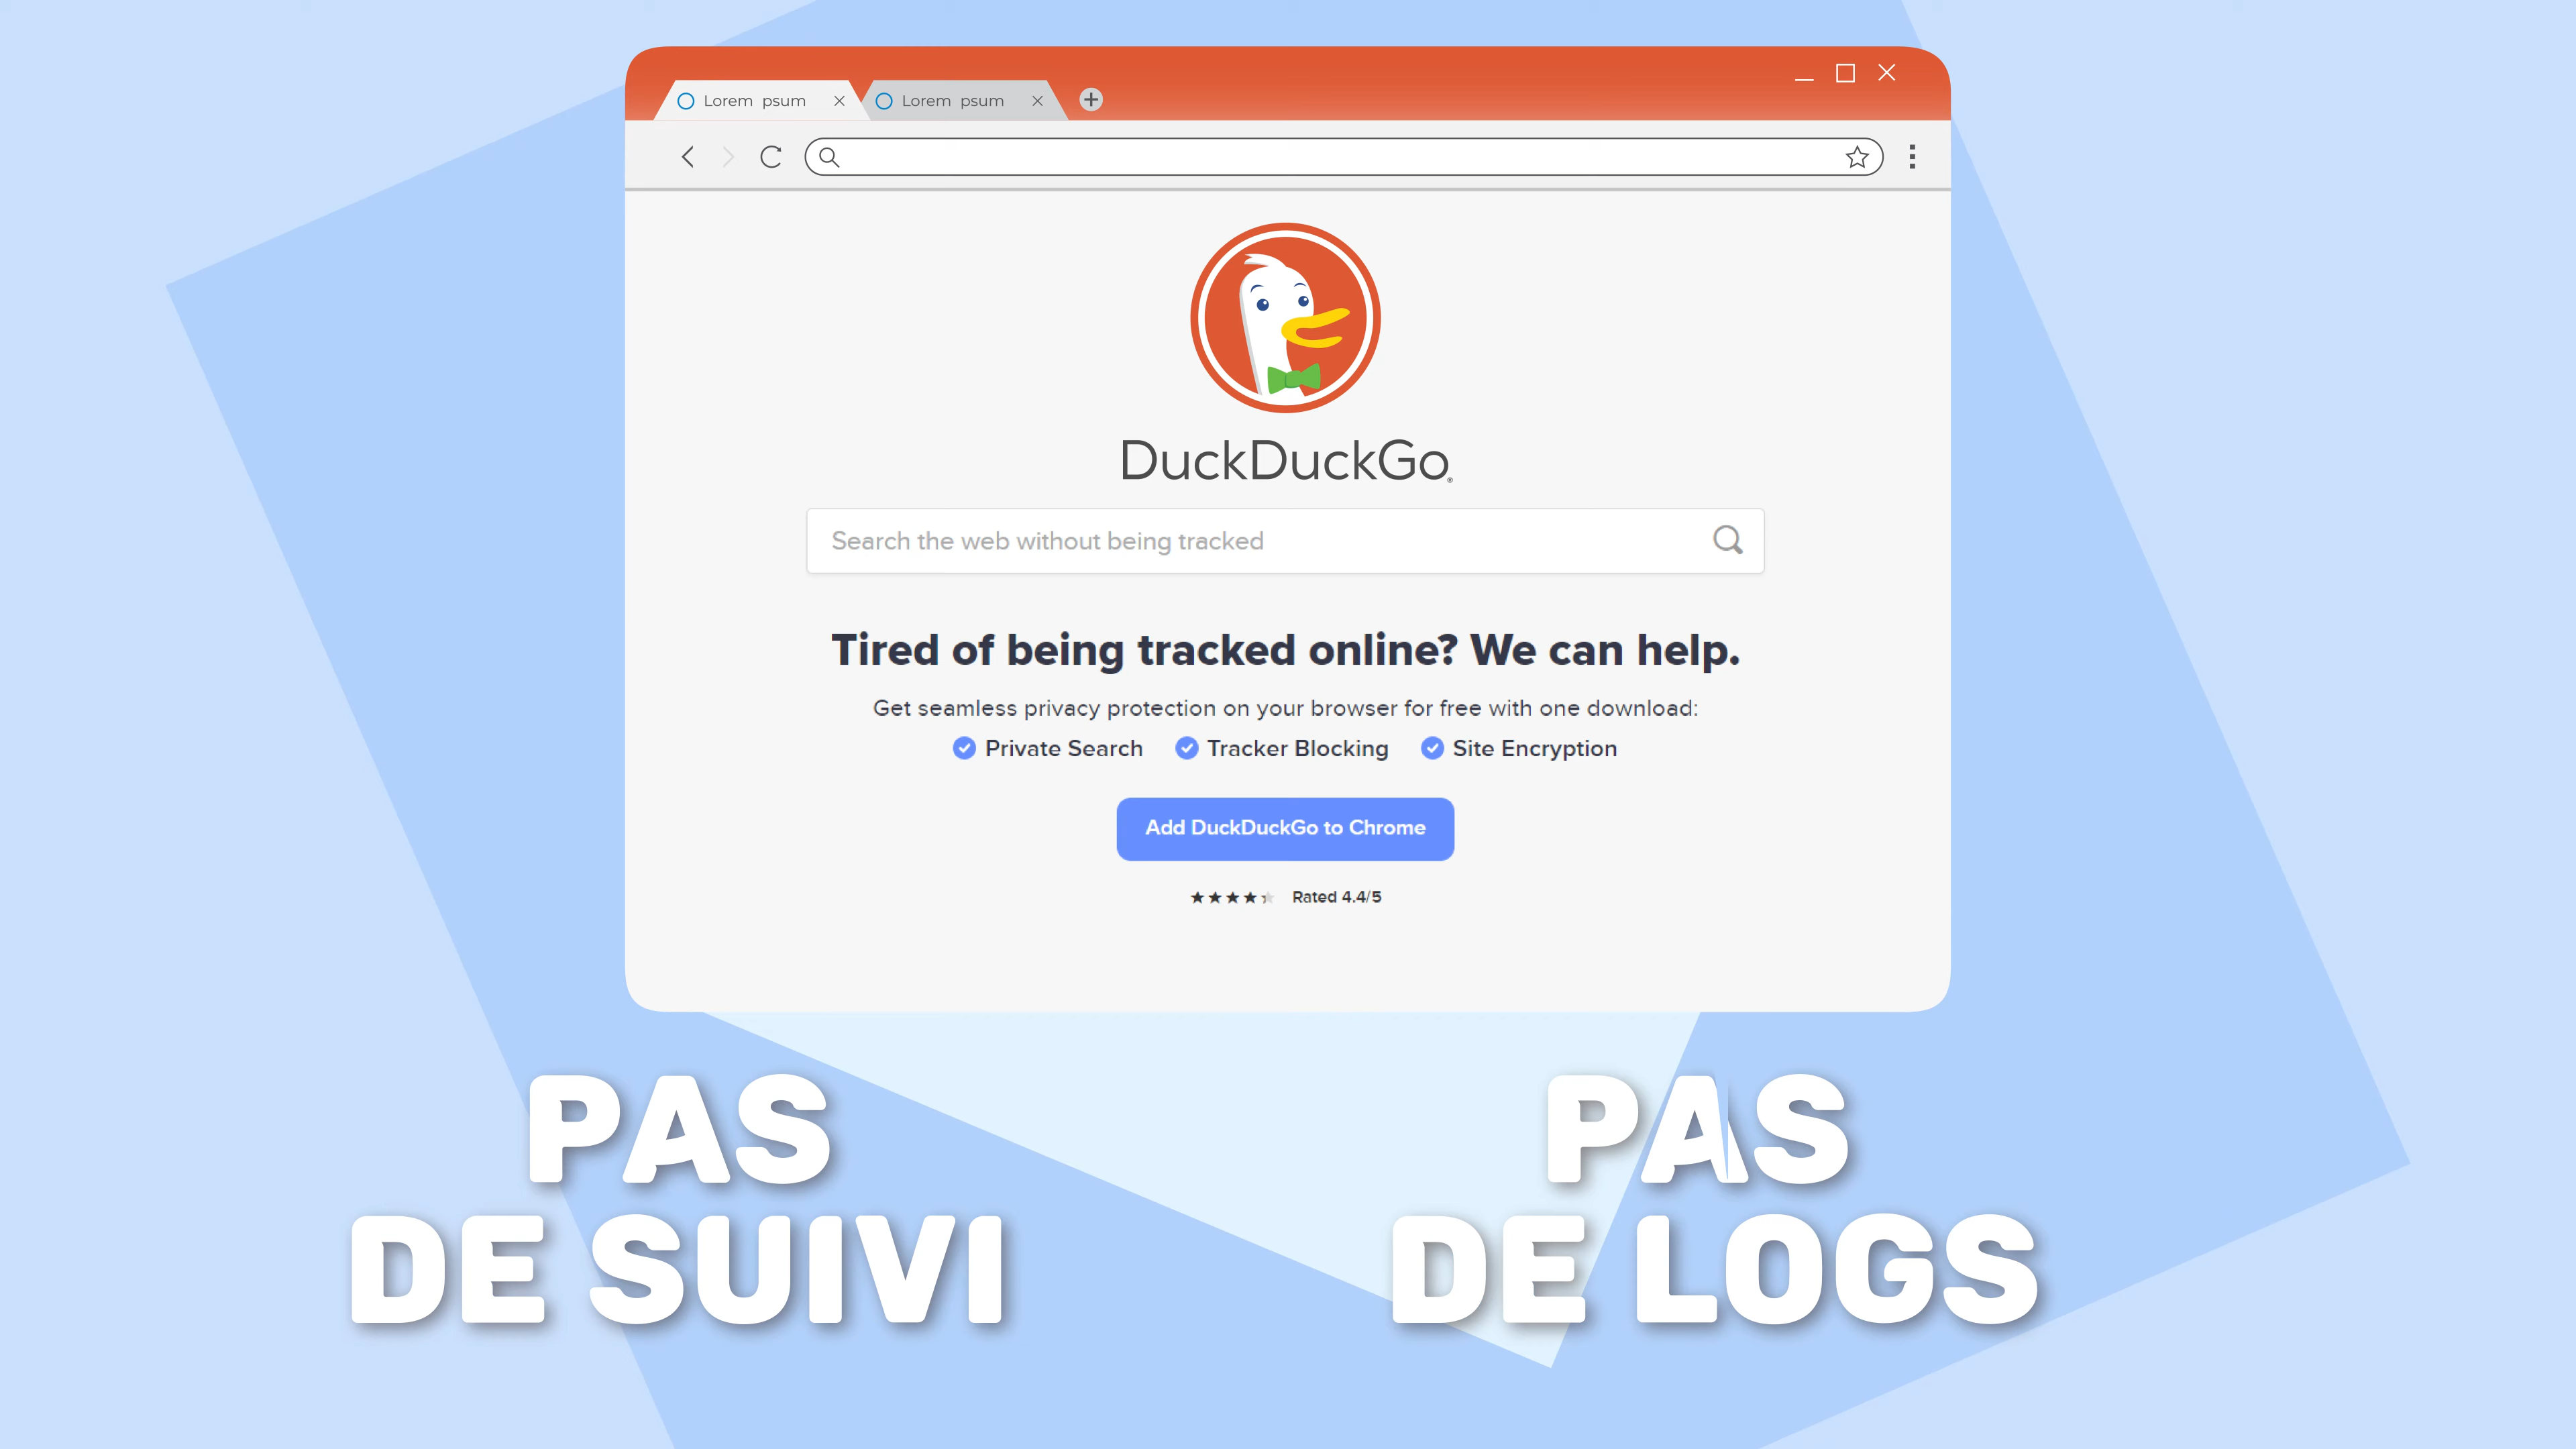 Lorem psum
Lorem psum
DuckDuckGo®
Search the web without being tracked
Tired of being tracked online? We can help.
Get seamless privacy protection on your browser for free with one download:
Private Search
Tracker Blocking
Site Encryption
Add DuckDuckGo to Chrome
Rated 4.4/5
PAS
DE SUIVI
PAS
DE LOGS